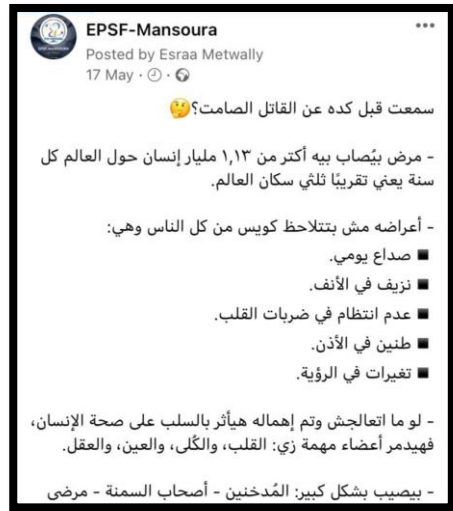 EPSF-Mansoura
Posted by Esraa Metwally
17 May
سمعت قبل كده عن القاتل الصامت؟🤔
- مرض بيُصاب بيه أكتر من ١,١٣ مليار إنسان حول العالم كل
سنة يعني تقريبًا ثلثي سكان العالم.
- أعراضه مش بتتلاحظ كويس من كل الناس وهي:
◼ صداع يومي.
◼ نزيف في الأنف.
◼ عدم انتظام في ضربات القلب.
◼ طنين في الأذن.
◼ تغيرات في الرؤية.
- لو ما اتعالجش وتم إهماله هيأثر بالسلب على صحة الإنسان،
فهيدمر أعضاء مهمة زي: القلب، والكُلى، والعين، والعقل.
- بيصيب بشكل كبير: المُدخنين - أصحاب السمنة - مرضى